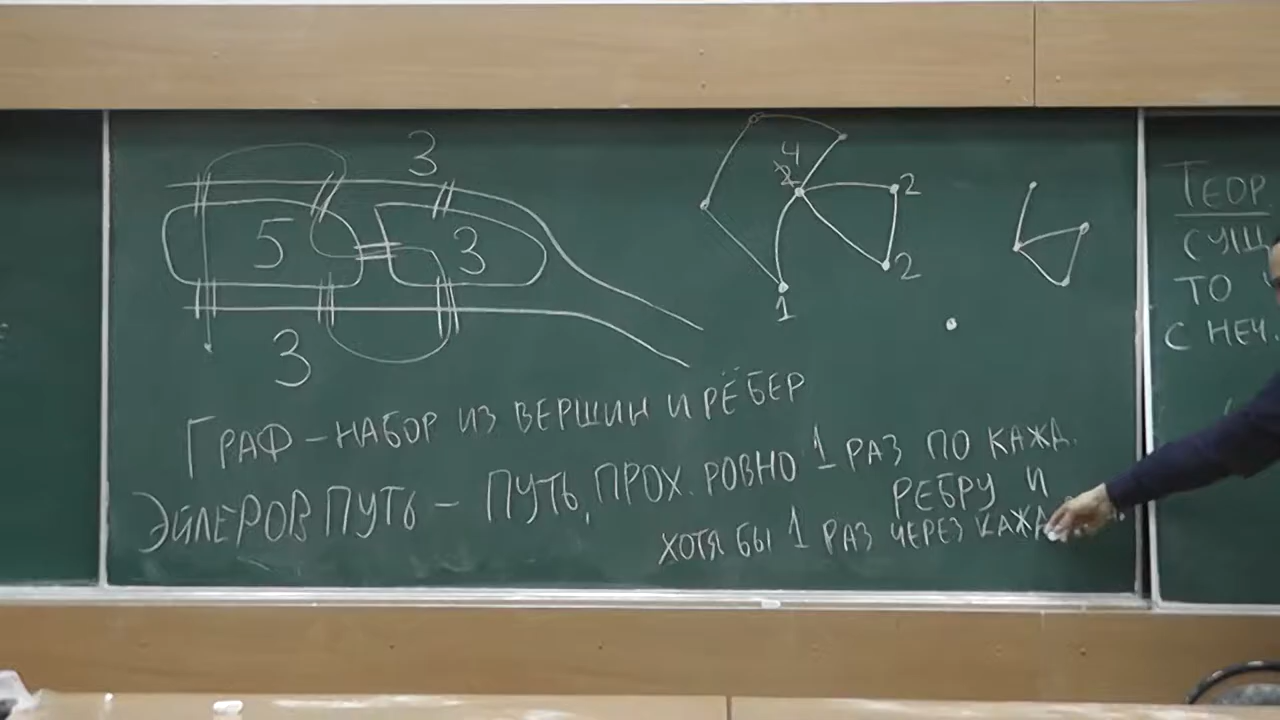 3
5
3
3
4
2
2
2
1
ГРАФ – НАБОР ИЗ ВЕРШИН И РЁБЕР
ЭЙЛЕРОВ ПУТЬ – ПУТЬ, ПРОХ. РОВНО 1 РАЗ ПО КАЖД.
РЕБРУ И
ХОТЯ БЫ 1 РАЗ ЧЕРЕЗ КАЖД
ТЕОР.
СУЩ
ТО
С НЕЧ.